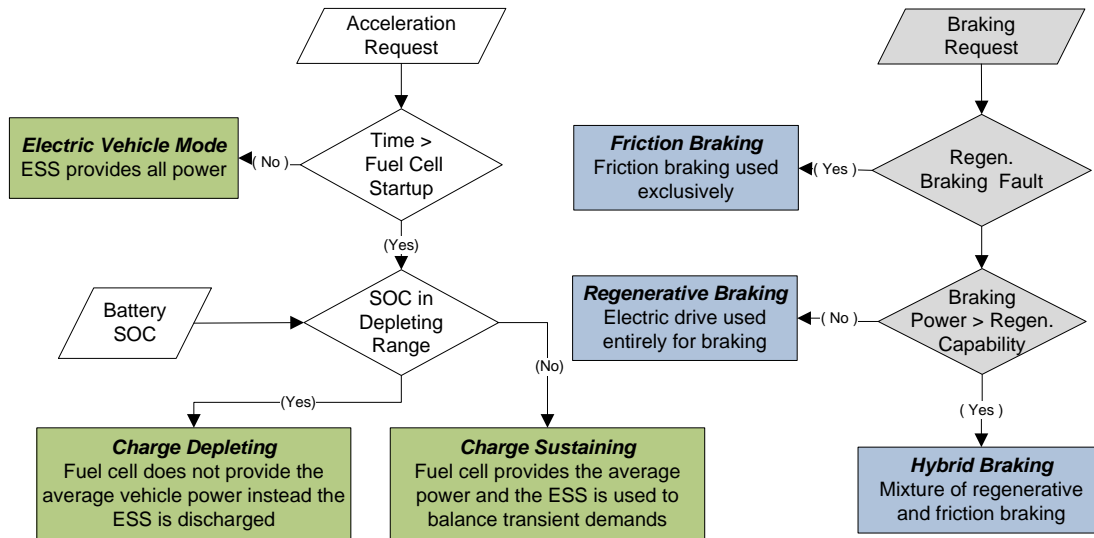 Acceleration
Request
Time >
Fuel Cell
Startup
( No )
Electric Vehicle Mode
ESS provides all power
(Yes)
Battery
SOC
SOC in
Depleting
Range
(Yes)
(No)
Charge Depleting
Fuel cell does not provide the
average vehicle power instead the
ESS is discharged
Charge Sustaining
Fuel cell provides the average
power and the ESS is used to
balance transient demands
Braking
Request
Regen.
Braking Fault
( Yes )
Friction Braking
Friction braking used
exclusively
Braking
Power > Regen.
Capability
( No )
Regenerative Braking
Electric drive used
entirely for braking
( Yes )
Hybrid Braking
Mixture of regenerative
and friction braking